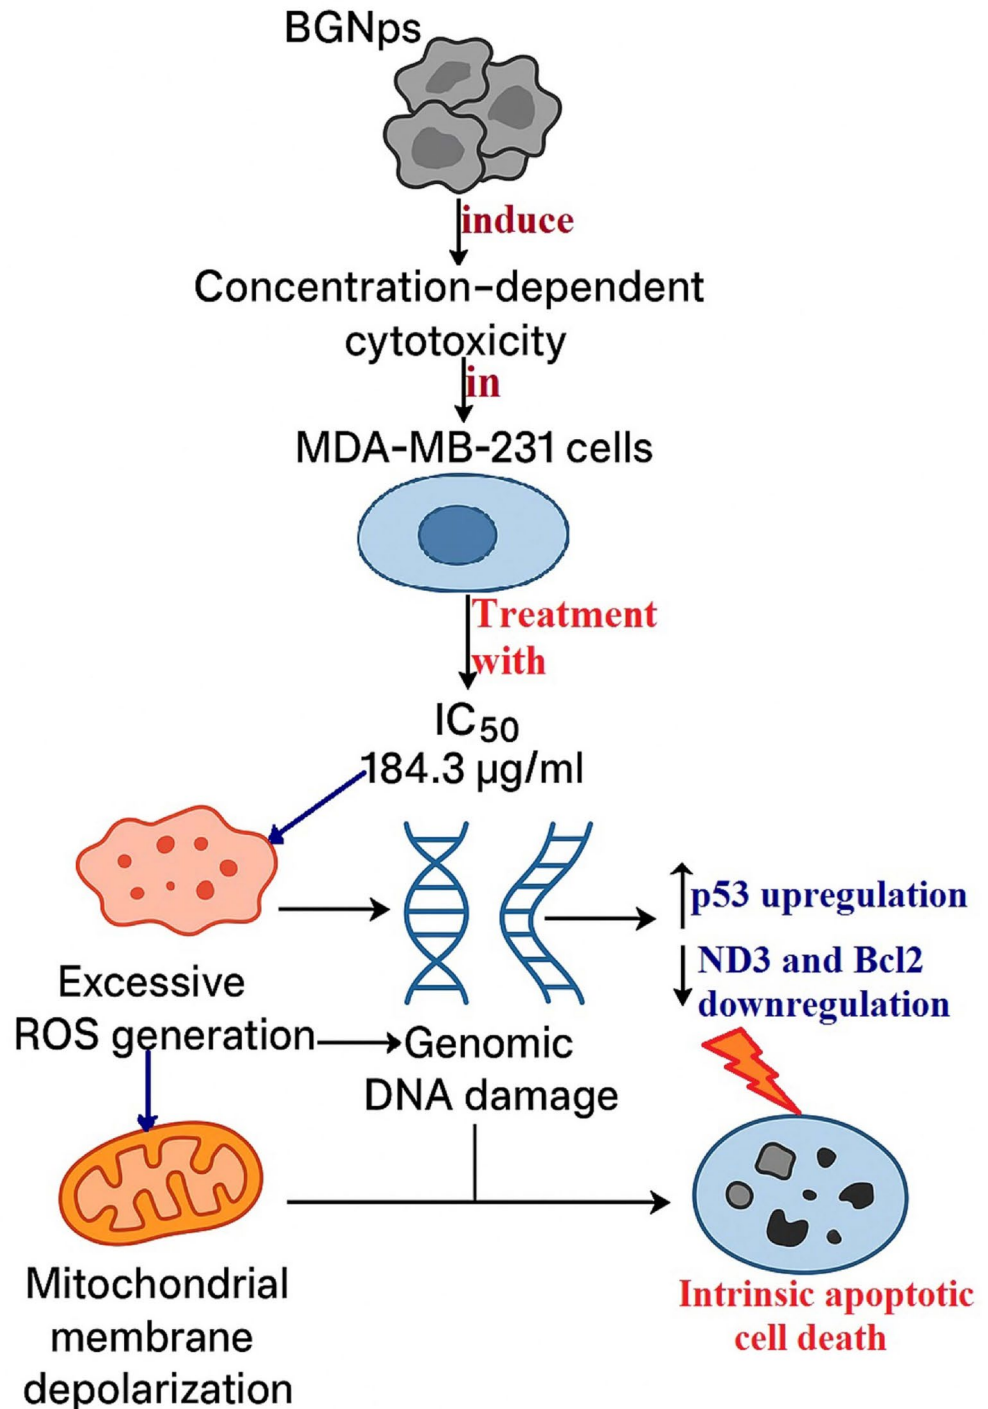 BGNps
induce
Concentration-dependent
cytotoxicity
in
MDA-MB-231 cells
Treatment
with
IC50
184.3 µg/ml
Excessive
ROS generation
Genomic
DNA damage
p53 upregulation
ND3 and Bcl2
downregulation
Mitochondrial
membrane
depolarization
Intrinsic apoptotic
cell death